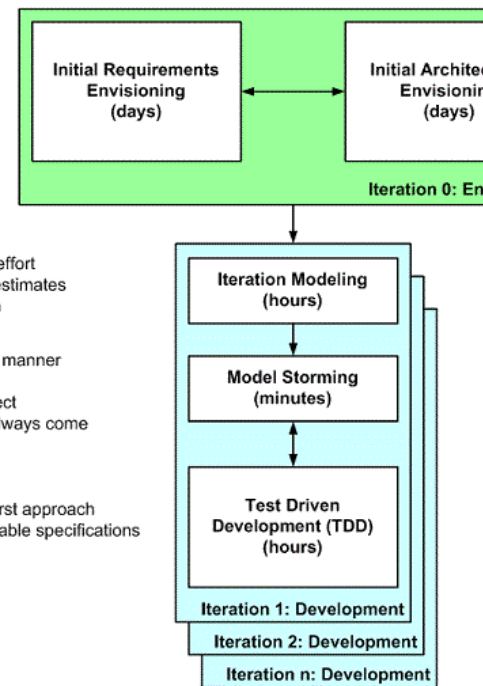 Initial Requirements
Envisioning
(days)
Initial Archite
Envisionin
(days)
Iteration 0: En
effort
estimates
manner
ect
lways come
rst approach
able specifications
Iteration Modeling
(hours)
Model Storming
(minutes)
Test Driven
Development (TDD)
(hours)
Iteration 1: Development
Iteration 2: Development
Iteration n: Development